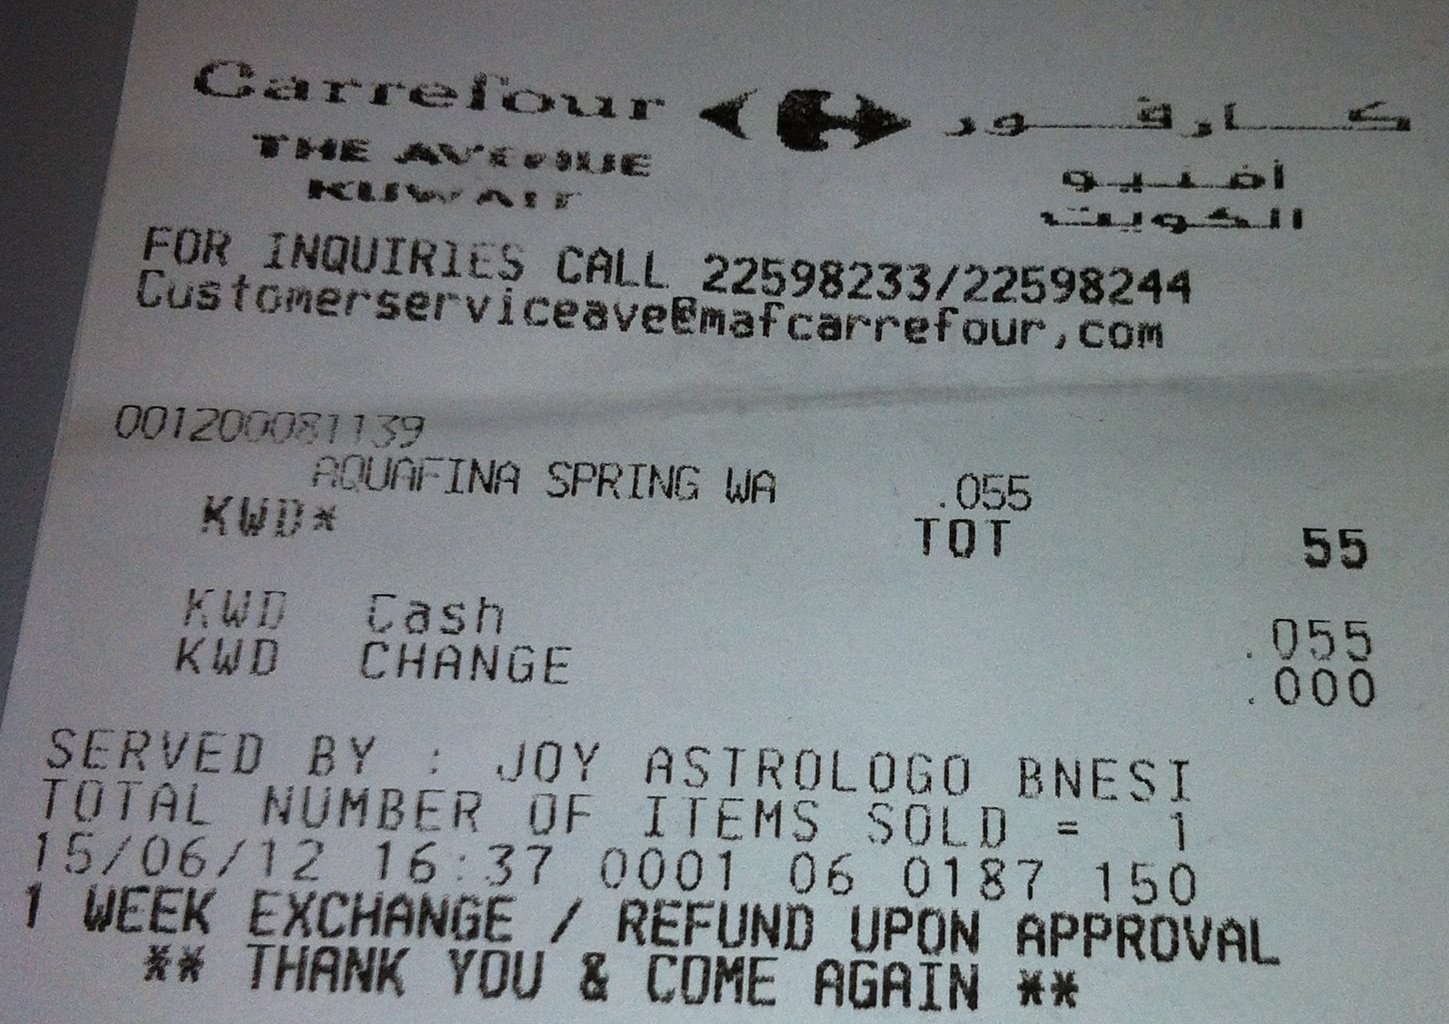 Carrefour كارفور
THE AVENUE أفنيو
KUWAIT الكويت
FOR INQUIRIES CALL 22598233/22598244
Customerserviceave@mafcarrefour,com
001200081139
AQUAFINA SPRING WA .055
KWD* TOT 55
KWD Cash .055
KWD CHANGE .000
SERVED BY : JOY ASTROLOGO BNESI
TOTAL NUMBER OF ITEMS SOLD = 1
15/06/12 16:37 0001 06 0187 150
1 WEEK EXCHANGE / REFUND UPON APPROVAL
** THANK YOU & COME AGAIN **